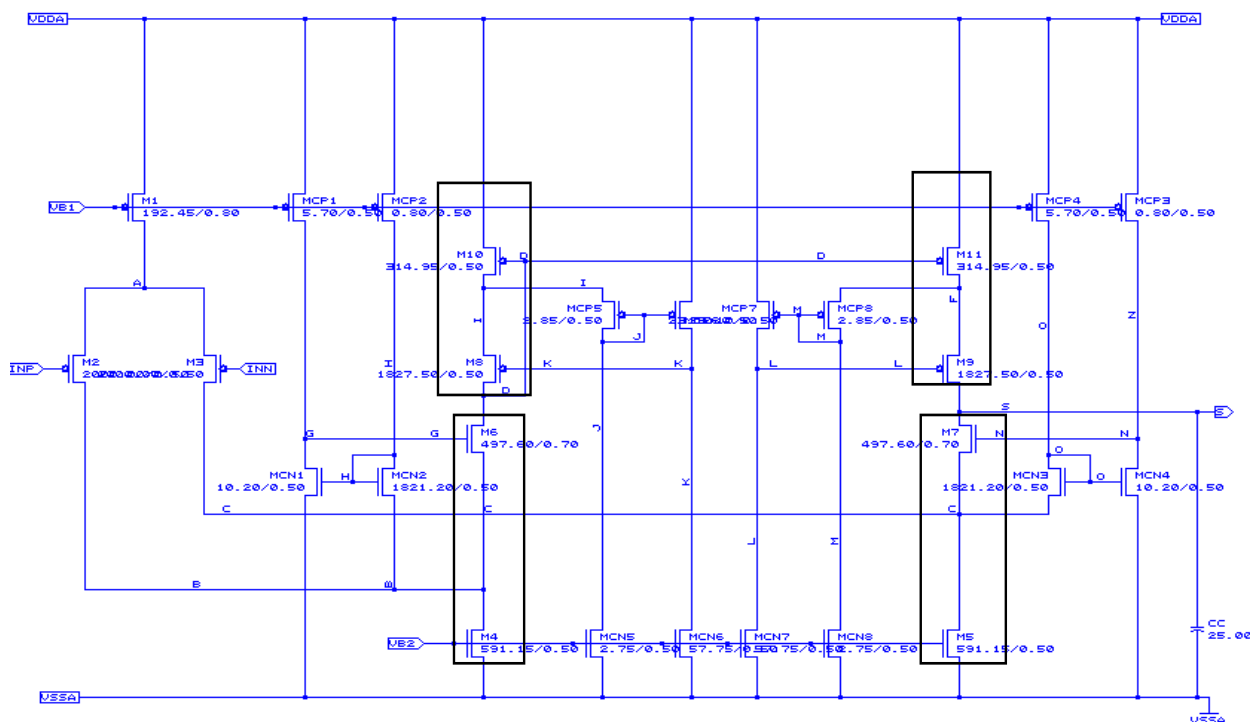 VDDA
VDDA
M1
192.45/0.80
VB1
MCP1
5.70/0.50
MCP2
0.80/0.50
MCP4
5.70/0.50
MCP3
0.80/0.50
M10
314.95/0.50
D
D
M11
314.95/0.50
A
I
I
F
MCP5
2.85/0.50
J
MCP7
M
MCP8
2.85/0.50
M
O
N
INP
M2
M3
INN
H
M8
1827.50/0.50
K
K
L
L
M9
1827.50/0.50
D
S
S
G
G
M6
497.60/0.70
J
M7
497.60/0.70
N
N
MCN1
10.20/0.50
H
MCN2
1821.20/0.50
K
MCN3
1821.20/0.50
O
O
MCN4
10.20/0.50
C
C
C
L
M
B
B
VB2
M4
591.15/0.50
MCN5
2.75/0.50
MCN6
57.75/0.50
MCN7
MCN8
2.75/0.50
M5
591.15/0.50
CC
25.00
VSSA
VSSA